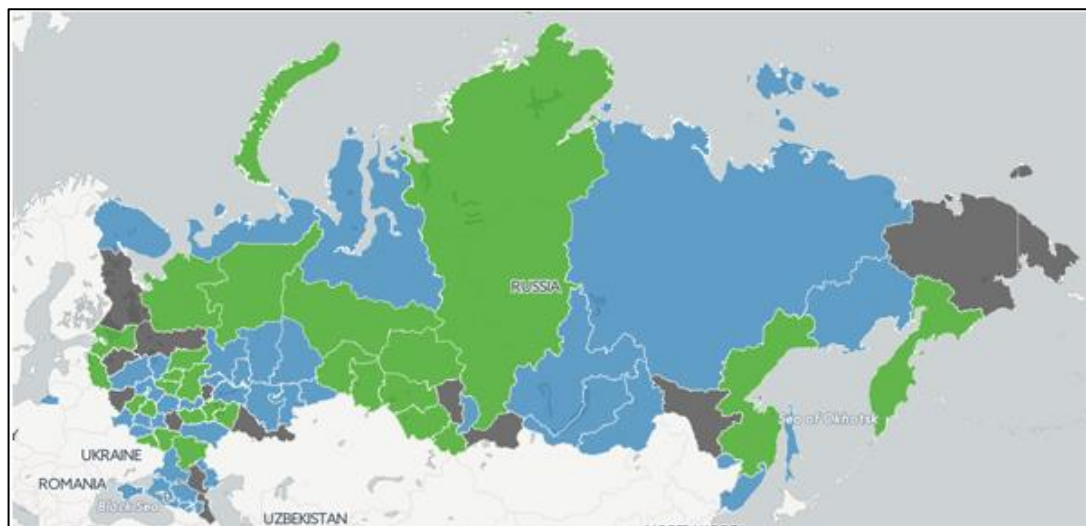 RUSSIA
Sea of Okhotsk
UKRAINE
ROMANIA
Black Sea
UZBEKISTAN